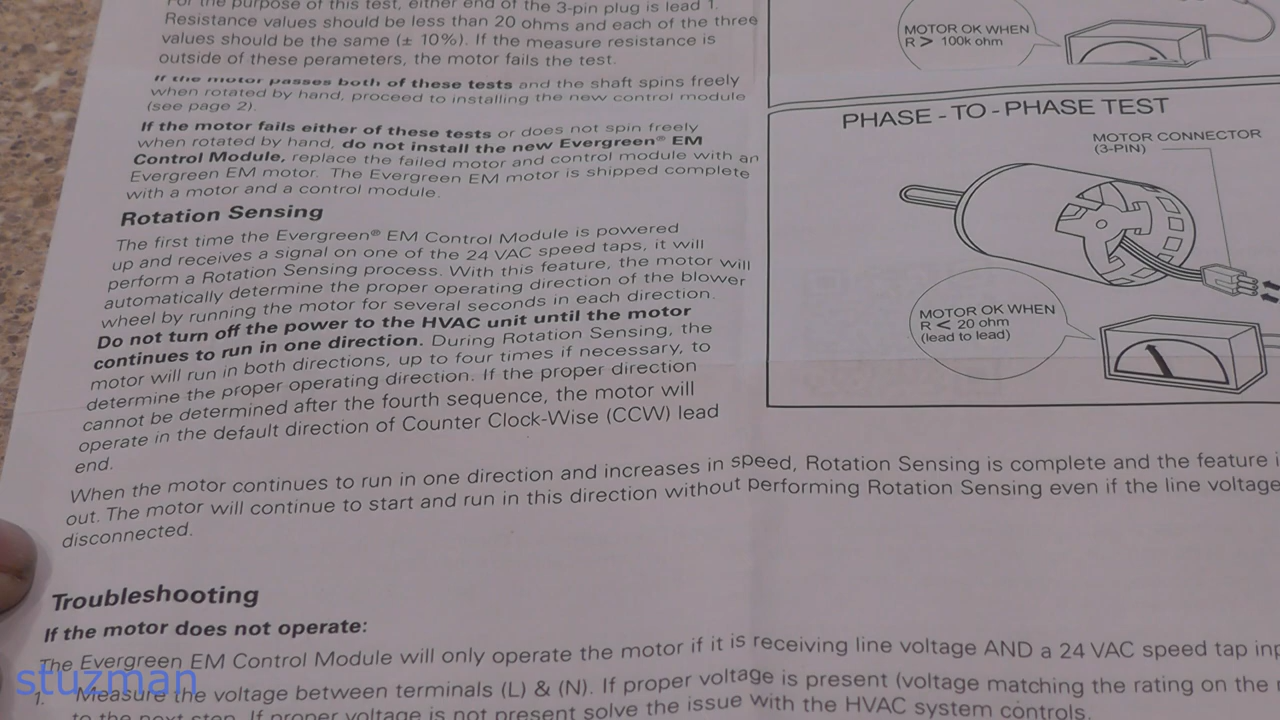 For the purpose of this test, either end of the 3-pin plug is lead 1.
Resistance values should be less than 20 ohms and each of the three
values should be the same (± 10%). If the measure resistance is
outside of these perameters, the motor fails the test.
If the motor passes both of these tests and the shaft spins freely
when rotated by hand, proceed to installing the new control module
(see page 2).
If the motor fails either of these tests or does not spin freely
when rotated by hand, do not install the new Evergreen® EM
Control Module, replace the failed motor and control module with an
Evergreen EM motor. The Evergreen EM motor is shipped complete
with a motor and a control module.
Rotation Sensing
The first time the Evergreen® EM Control Module is powered
up and receives a signal on one of the 24 VAC speed taps, it will
perform a Rotation Sensing process. With this feature, the motor will
automatically determine the proper operating direction of the blower
wheel by running the motor for several seconds in each direction.
Do not turn off the power to the HVAC unit until the motor
continues to run in one direction. During Rotation Sensing, the
motor will run in both directions, up to four times if necessary, to
determine the proper operating direction. If the proper direction
cannot be determined after the fourth sequence, the motor will
operate in the default direction of Counter Clock-Wise (CCW) lead
end.
When the motor continues to run in one direction and increases in speed, Rotation Sensing is complete and the feature
out. The motor will continue to start and run in this direction without performing Rotation Sensing even if the line voltage
disconnected.
Troubleshooting
If the motor does not operate:
The Evergreen EM Control Module will only operate the motor if it is receiving line voltage AND a 24 VAC speed tap
1. Measure the voltage between terminals (L) & (N). If proper voltage is present (voltage matching the rating on the
to the next step. If proper voltage is not present solve the issue with the HVAC system controls.
MOTOR OK WHEN
R > 100k ohm
PHASE - TO - PHASE TEST
MOTOR CONNECTOR
(3-PIN)
MOTOR OK WHEN
R < 20 ohm
(lead to lead)
stuzman